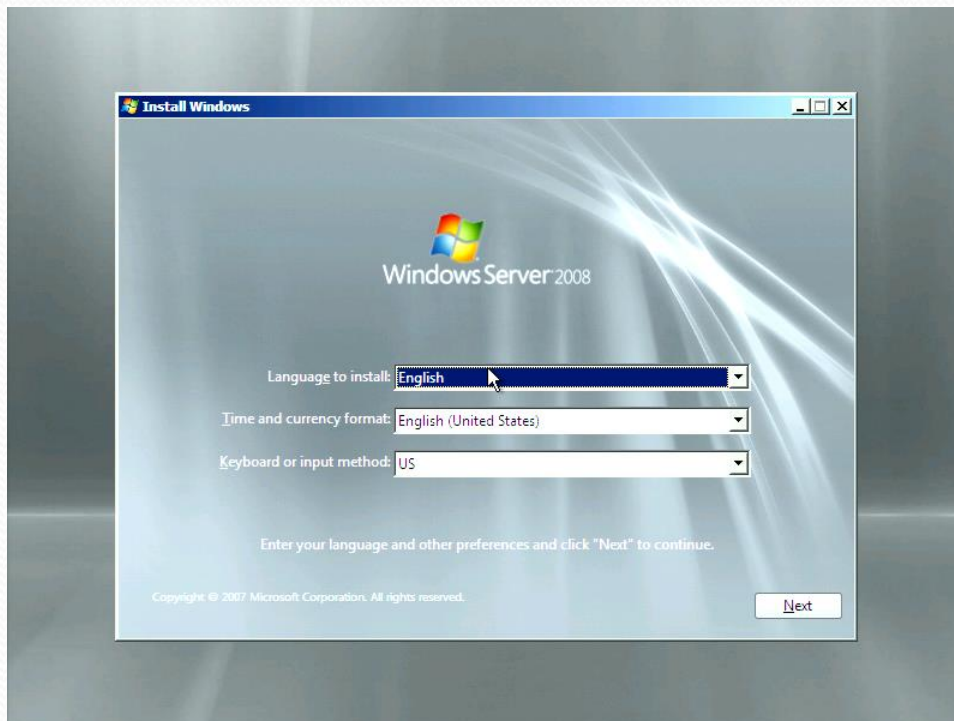 Install Windows
Windows Server 2008
Language to install: English
Time and currency format: English (United States)
Keyboard or input method: US
Enter your language and other preferences and click "Next" to continue.
Copyright © 2007 Microsoft Corporation. All rights reserved.
Next